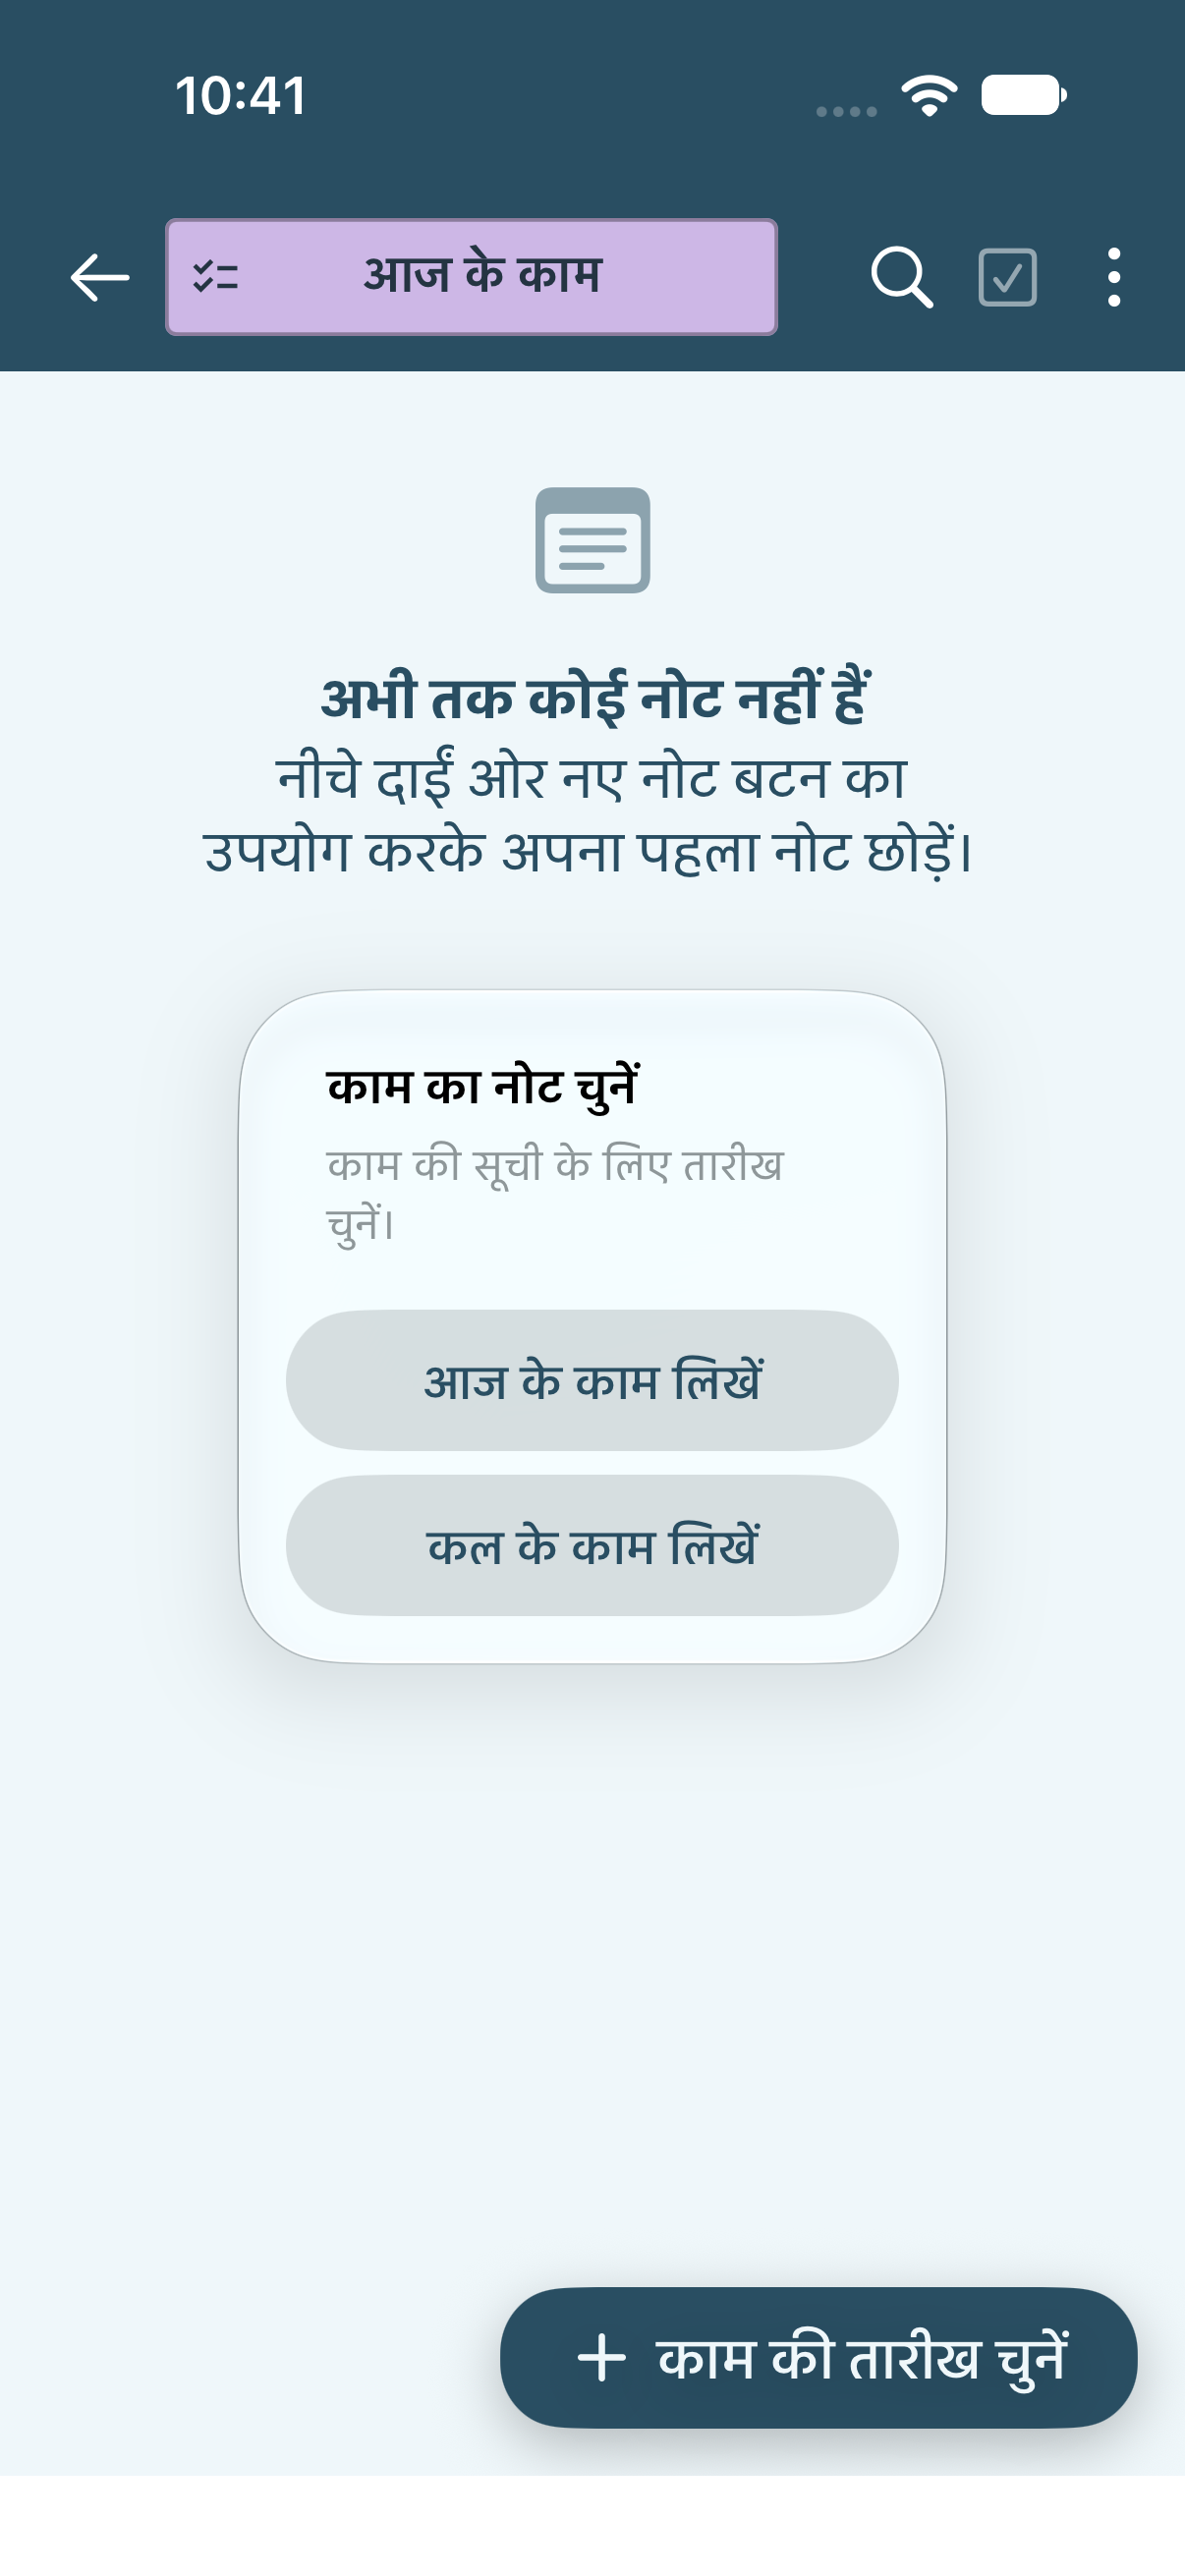 10:41
आज के काम
अभी तक कोई नोट नहीं हैं
नीचे दाईं ओर नए नोट बटन का
उपयोग करके अपना पहला नोट छोड़ें।
काम का नोट चुनें
काम की सूची के लिए तारीख
चुनें।
आज के काम लिखें
कल के काम लिखें
काम की तारीख चुनें